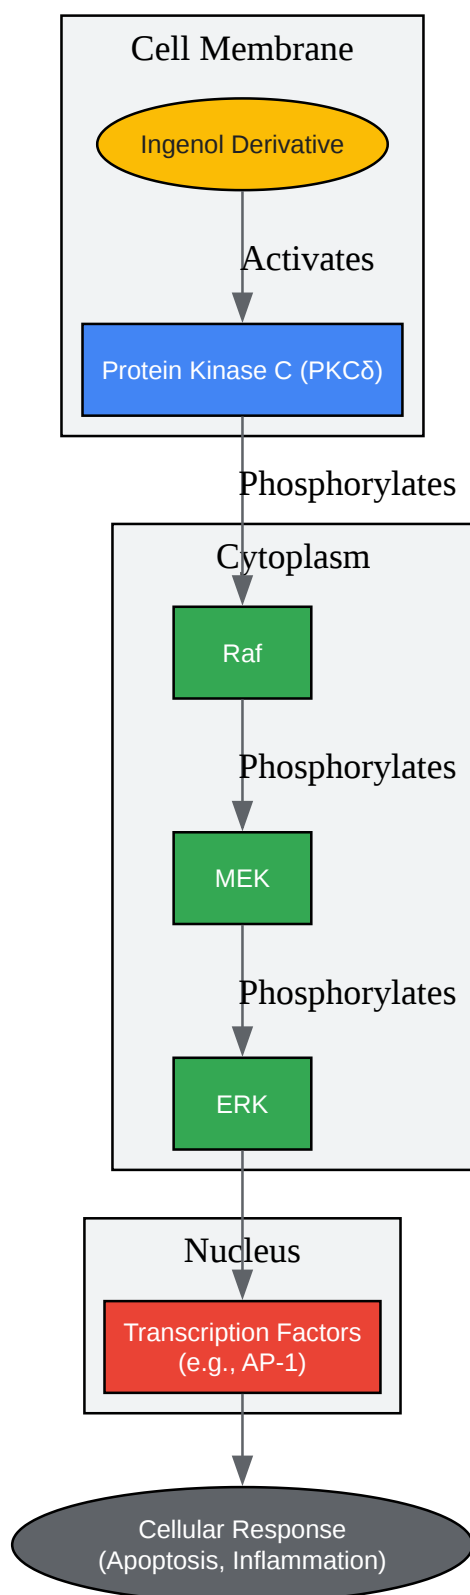 Cell Membrane
Ingenol Derivative
Activates
Protein Kinase C (PKCδ)
Phosphorylates
Cytoplasm
Raf
Phosphorylates
MEK
Phosphorylates
ERK
Nucleus
Transcription Factors
(e.g., AP-1)
Cellular Response
(Apoptosis, Inflammation)